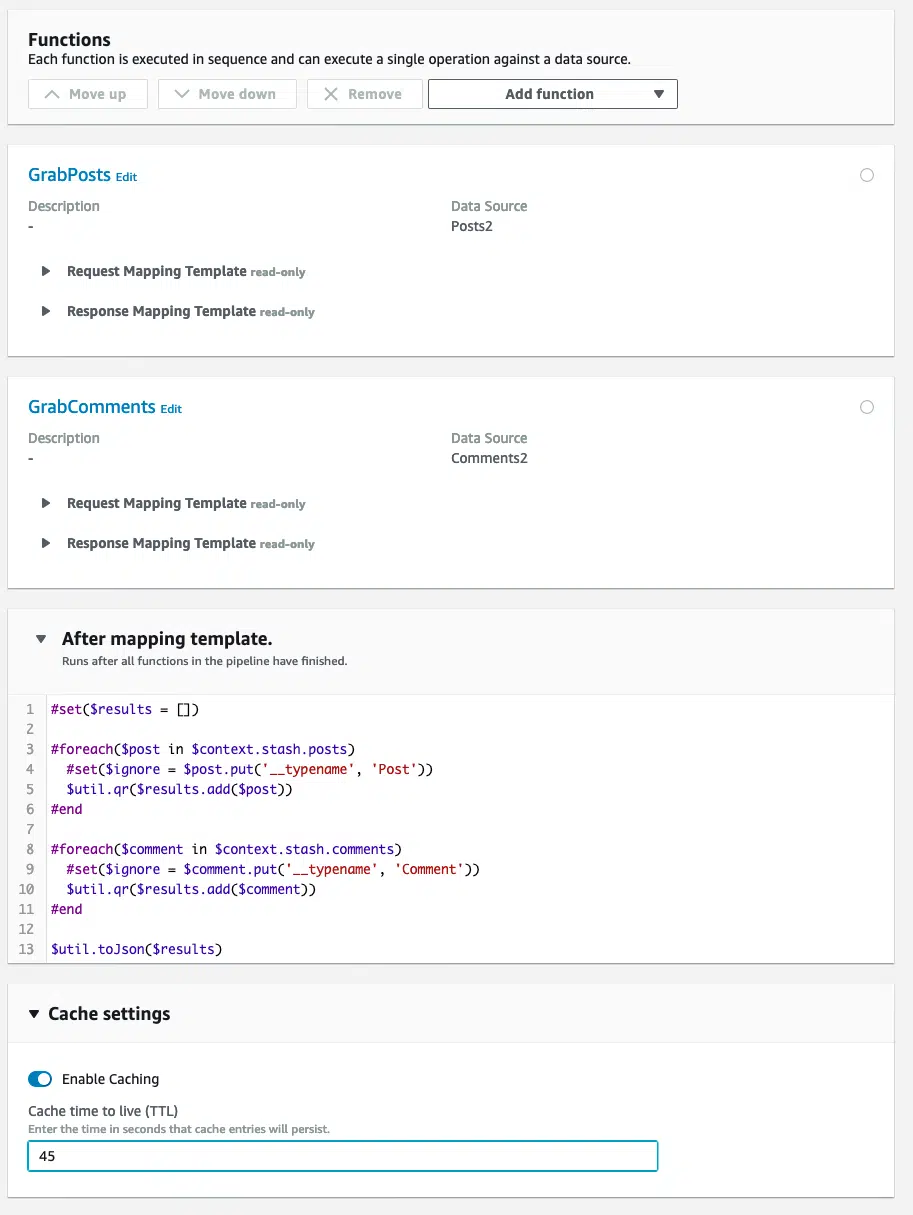 Functions
Each function is executed in sequence and can execute a single operation against a data source.
Move up Move down Remove Add function
GrabPosts Edit
Description Data Source
- Posts2
Request Mapping Template read-only
Response Mapping Template read-only
GrabComments Edit
Description Data Source
- Comments2
Request Mapping Template read-only
Response Mapping Template read-only
After mapping template.
Runs after all functions in the pipeline have finished.
1 #set($results = [])
2
3 #foreach($post in $context.stash.posts)
4   #set($ignore = $post.put('__typename', 'Post'))
5   $util.qr($results.add($post))
6 #end
7
8 #foreach($comment in $context.stash.comments)
9   #set($ignore = $comment.put('__typename', 'Comment'))
10   $util.qr($results.add($comment))
11 #end
12
13 $util.toJson($results)
Cache settings
Enable Caching
Cache time to live (TTL)
Enter the time in seconds that cache entries will persist.
45